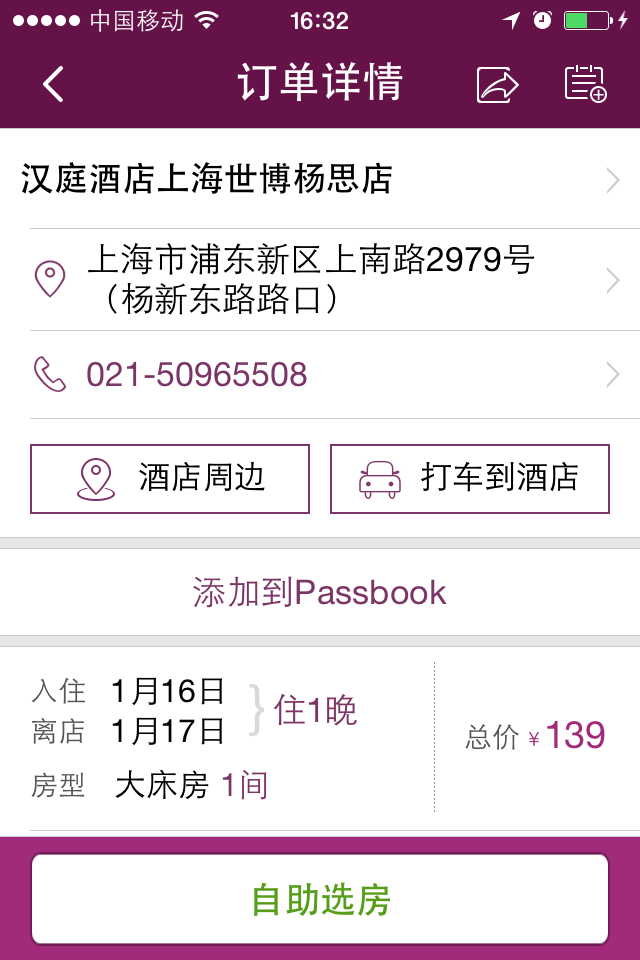 中国移动
16:32
订单详情
汉庭酒店上海世博杨思店
上海市浦东新区上南路2979号
（杨新东路路口）
021-50965508
酒店周边
打车到酒店
添加到Passbook
入住 1月16日
离店 1月17日
住1晚
总价 ¥139
房型 大床房 1间
自助选房